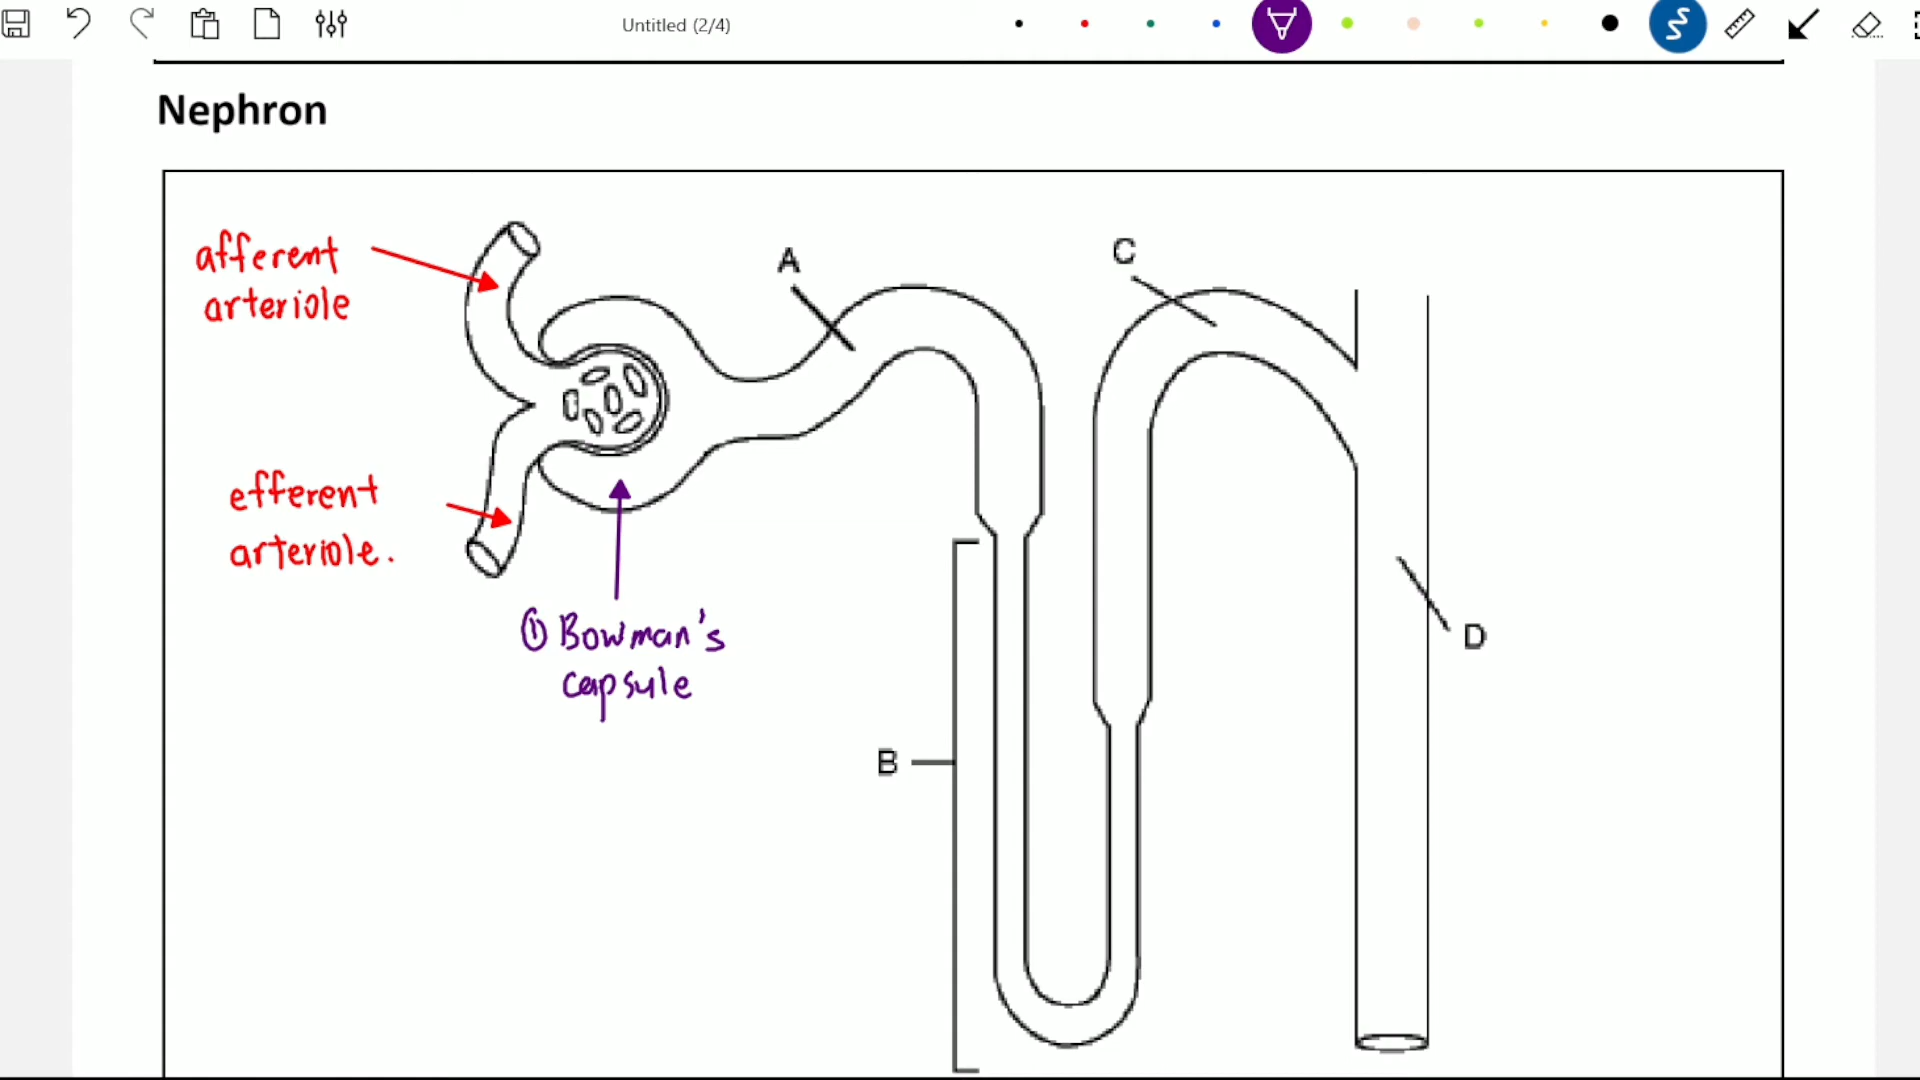 Untitled (2/4)
Nephron
afferent
arteriole
A
C
efferent
arteriole.
① Bowman's
capsule
D
B